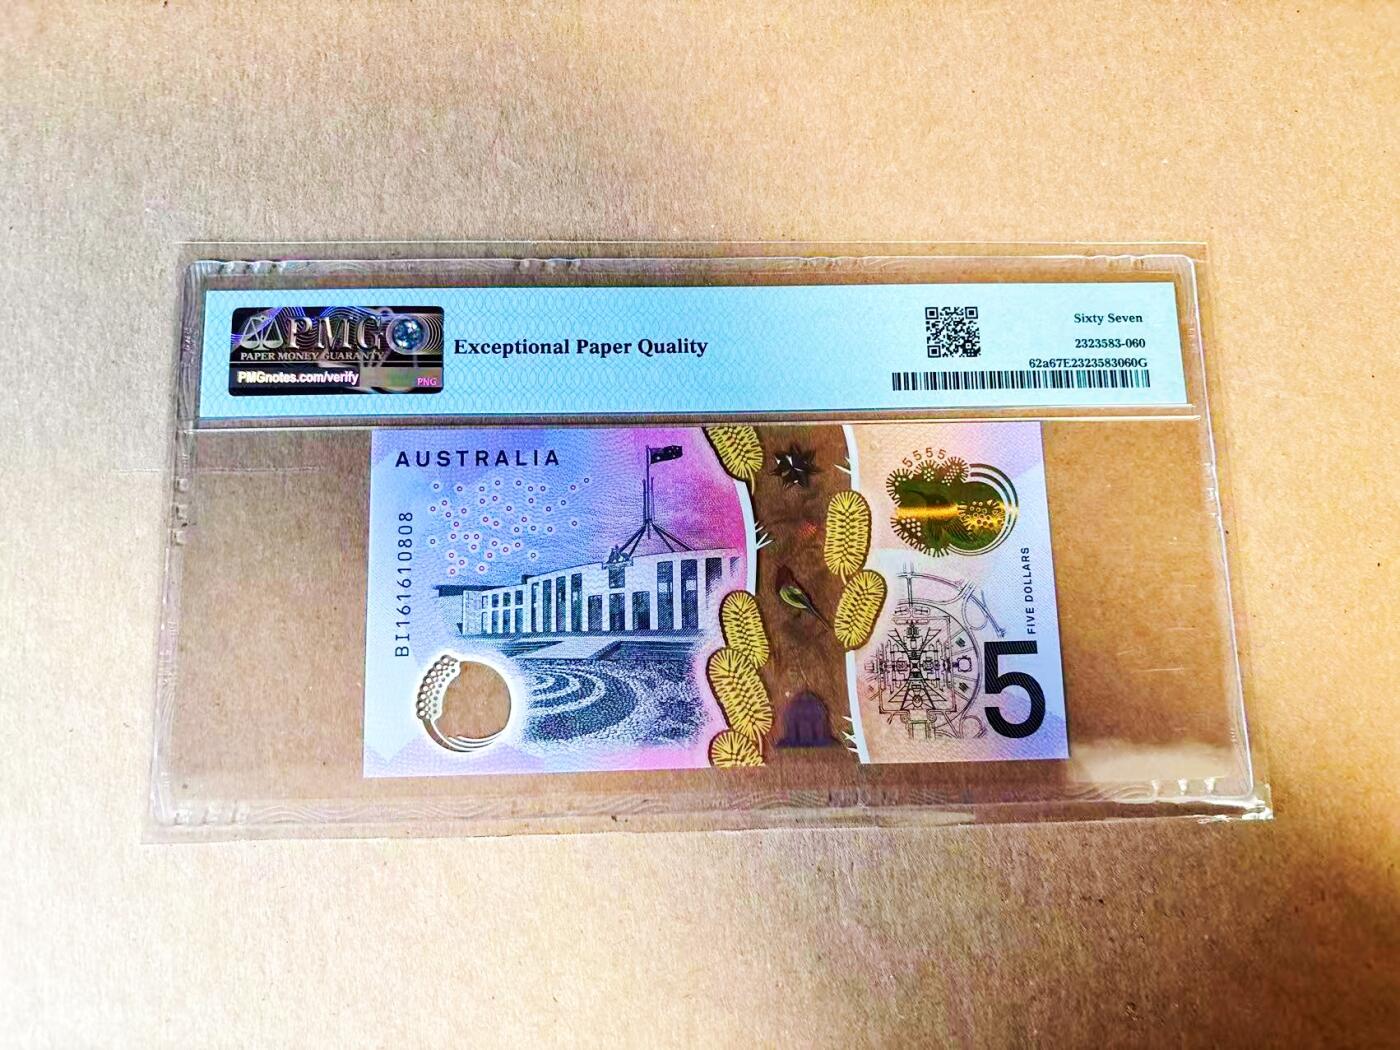 PMG
PAPER MONEY GUARANTY
PMGnotes.com/verify
PNG
Exceptional Paper Quality
Sixty Seven
2323583-060
62a67E2323583060G
AUSTRALIA
BI161610808
5555
FIVE DOLLARS
5